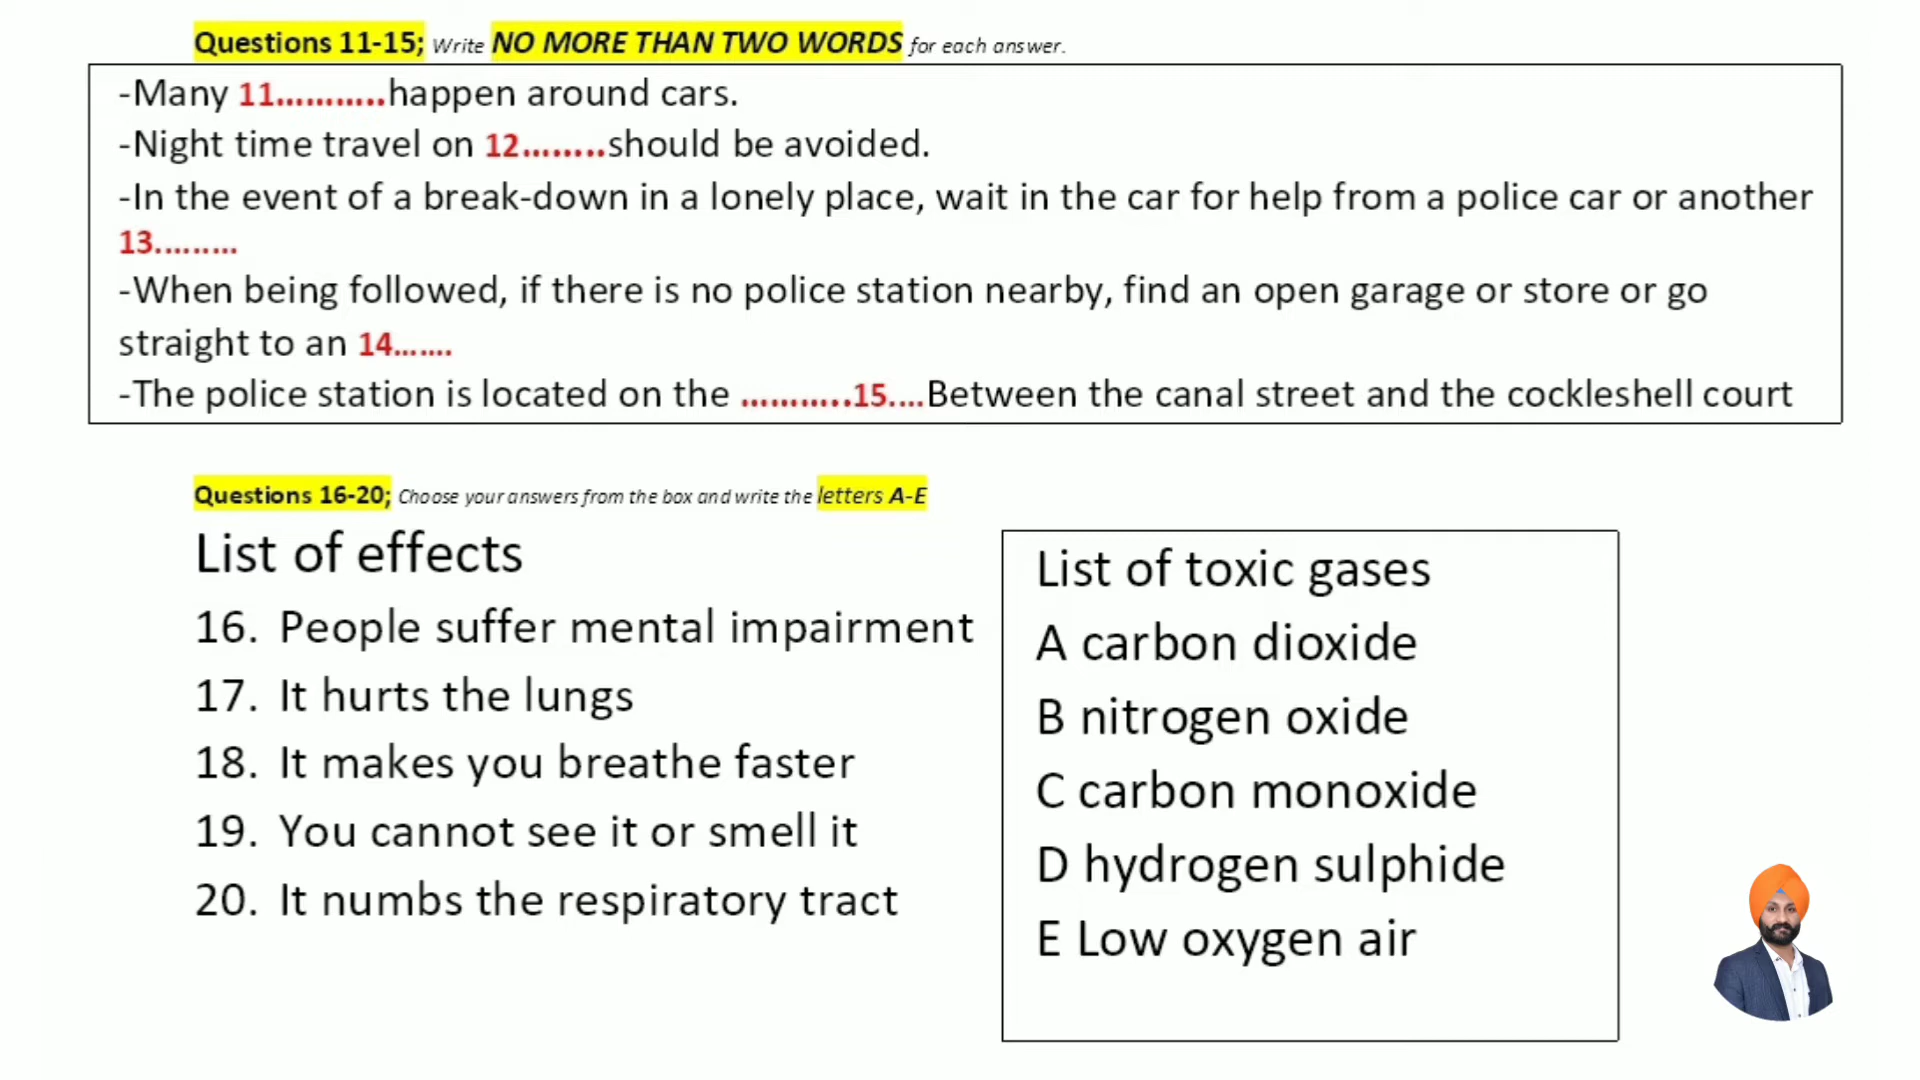 Questions 11-15; Write NO MORE THAN TWO WORDS for each answer.
-Many 11...........happen around cars.
-Night time travel on 12........should be avoided.
-In the event of a break-down in a lonely place, wait in the car for help from a police car or another
13.........
-When being followed, if there is no police station nearby, find an open garage or store or go
straight to an 14.......
-The police station is located on the ...........15....Between the canal street and the cockleshell court
Questions 16-20; Choose your answers from the box and write the letters A-E
List of effects
16. People suffer mental impairment
17. It hurts the lungs
18. It makes you breathe faster
19. You cannot see it or smell it
20. It numbs the respiratory tract
List of toxic gases
A carbon dioxide
B nitrogen oxide
C carbon monoxide
D hydrogen sulphide
E Low oxygen air